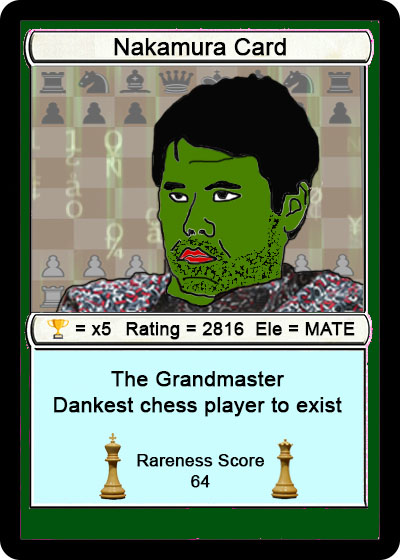 Nakamura Card
= x5 Rating = 2816 Ele = MATE
The Grandmaster
Dankest chess player to exist
Rareness Score
64